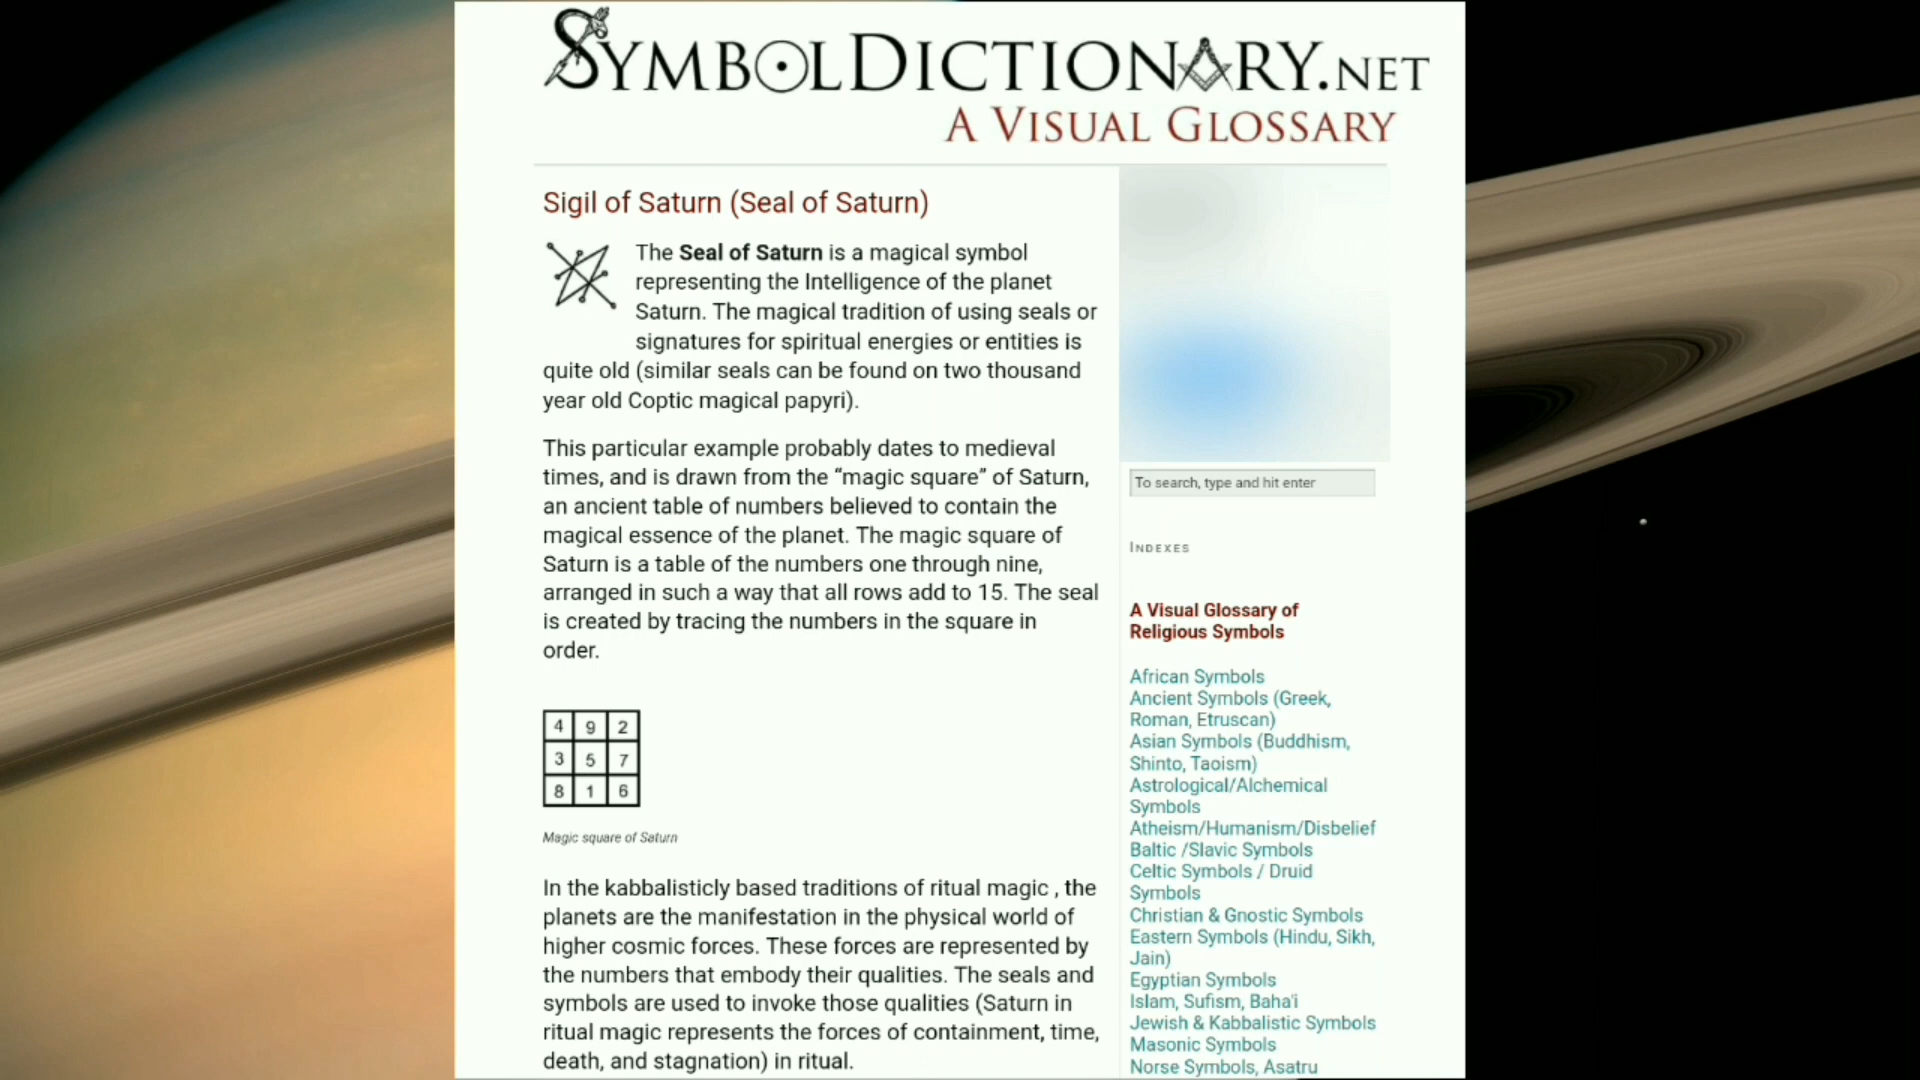 SYMBOLDICTIONARY.NET
A VISUAL GLOSSARY
Sigil of Saturn (Seal of Saturn)
The Seal of Saturn is a magical symbol
representing the Intelligence of the planet
Saturn. The magical tradition of using seals or
signatures for spiritual energies or entities is
quite old (similar seals can be found on two thousand
year old Coptic magical papyri).
This particular example probably dates to medieval
times, and is drawn from the “magic square” of Saturn,
an ancient table of numbers believed to contain the
magical essence of the planet. The magic square of
Saturn is a table of the numbers one through nine,
arranged in such a way that all rows add to 15. The seal
is created by tracing the numbers in the square in
order.
4 9 2
3 5 7
8 1 6
Magic square of Saturn
In the kabbalisticly based traditions of ritual magic , the
planets are the manifestation in the physical world of
higher cosmic forces. These forces are represented by
the numbers that embody their qualities. The seals and
symbols are used to invoke those qualities (Saturn in
ritual magic represents the forces of containment, time,
death, and stagnation) in ritual.
To search, type and hit enter
INDEXES
A Visual Glossary of
Religious Symbols
African Symbols
Ancient Symbols (Greek,
Roman, Etruscan)
Asian Symbols (Buddhism,
Shinto, Taoism)
Astrological/Alchemical
Symbols
Atheism/Humanism/Disbelief
Baltic /Slavic Symbols
Celtic Symbols / Druid
Symbols
Christian & Gnostic Symbols
Eastern Symbols (Hindu, Sikh,
Jain)
Egyptian Symbols
Islam, Sufism, Baha'i
Jewish & Kabbalistic Symbols
Masonic Symbols
Norse Symbols, Asatru